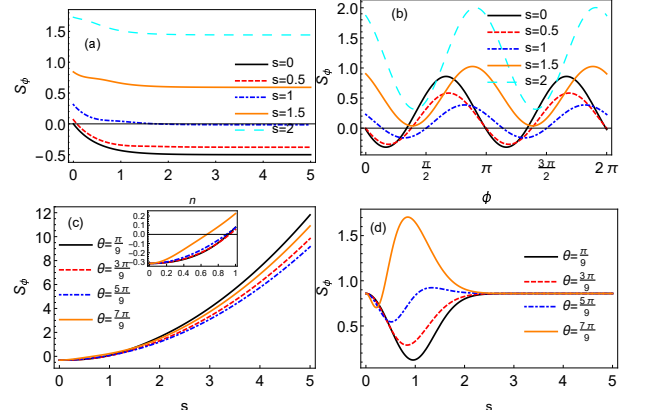 (a)
S_ϕ
1.5
1.0
0.5
0.0
−0.5
0 1 2 3 4 5
n
s=0
s=0.5
s=1
s=1.5
s=2
(b)
S_ϕ
2.0
1.5
1.0
0.5
0.0
0 π/2 π 3π/2 2π
ϕ
s=0
s=0.5
s=1
s=1.5
s=2
(c)
S_ϕ
12
10
8
6
4
2
0
0 1 2 3 4 5
s
θ=π/9
θ=3π/9
θ=5π/9
θ=7π/9
0.2
0.1
0.0
−0.1
−0.2
−0.3
0 0.2 0.4 0.6 0.8 1
(d)
S_ϕ
1.5
1.0
0.5
0 1 2 3 4 5
s
θ=π/9
θ=3π/9
θ=5π/9
θ=7π/9